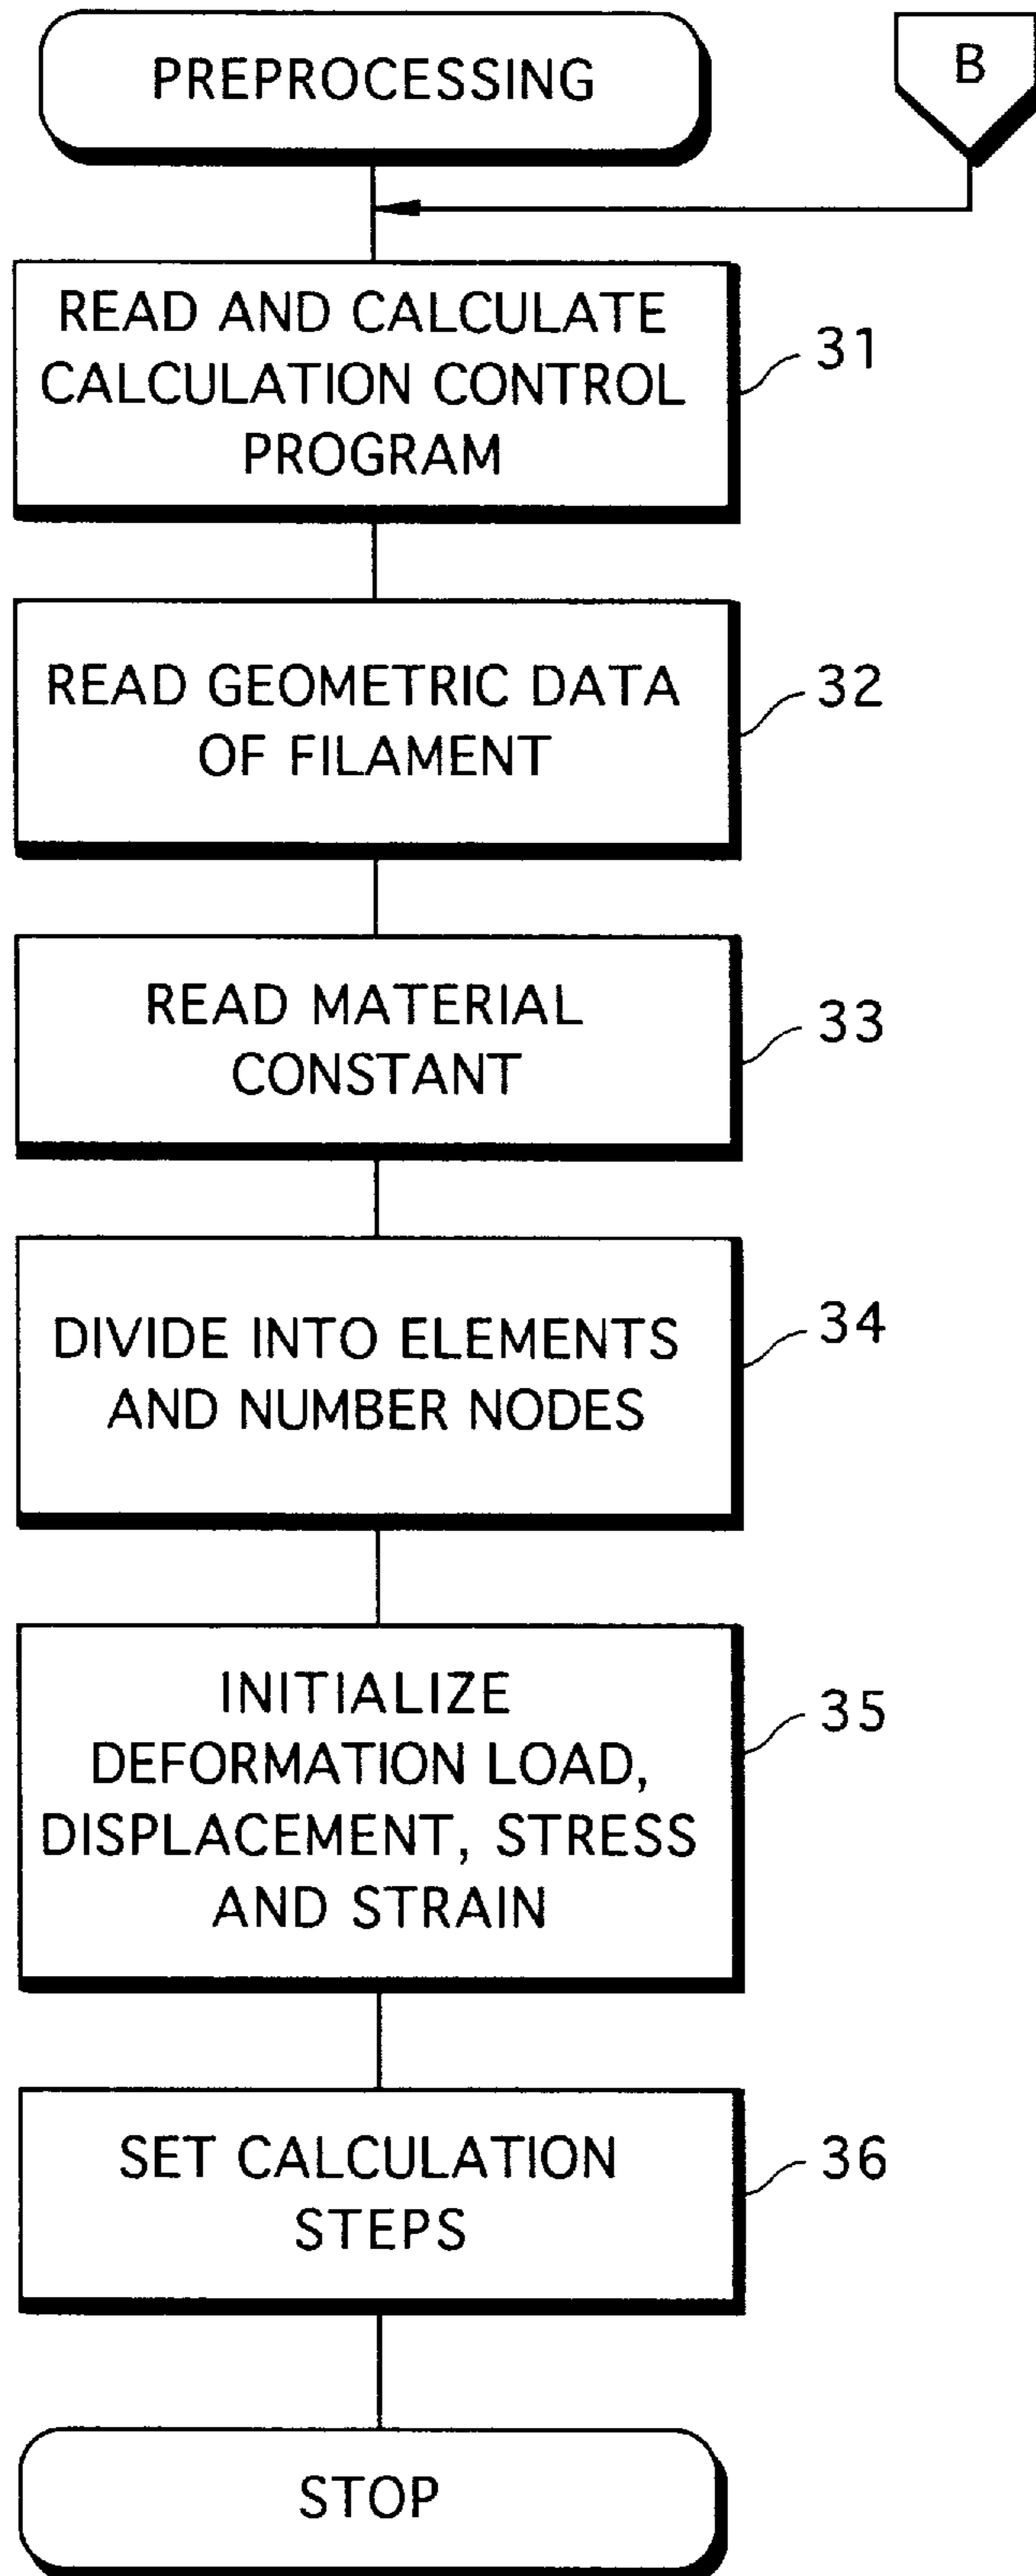 PREPROCESSING
B
READ AND CALCULATE
CALCULATION CONTROL
PROGRAM
31
READ GEOMETRIC DATA
OF FILAMENT
32
READ MATERIAL
CONSTANT
33
DIVIDE INTO ELEMENTS
AND NUMBER NODES
34
INITIALIZE
DEFORMATION LOAD,
DISPLACEMENT, STRESS
AND STRAIN
35
SET CALCULATION
STEPS
36
STOP